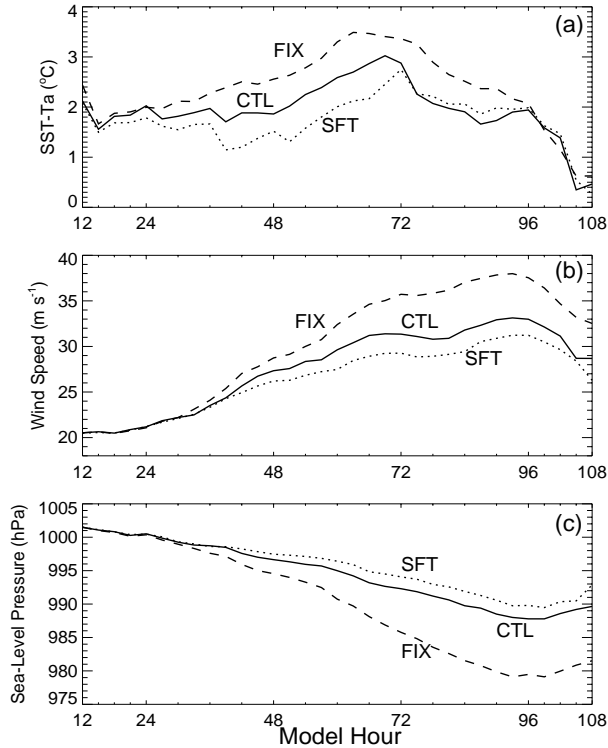 (a)
4
3
2
1
0
SST-Ta (ºC)
FIX
CTL
SFT
12 24 48 72 96 108
(b)
40
35
30
25
20
Wind Speed (m s-1)
FIX
CTL
SFT
12 24 48 72 96 108
(c)
1005
1000
995
990
985
980
975
Sea-Level Pressure (hPa)
SFT
CTL
FIX
12 24 48 72 96 108
Model Hour